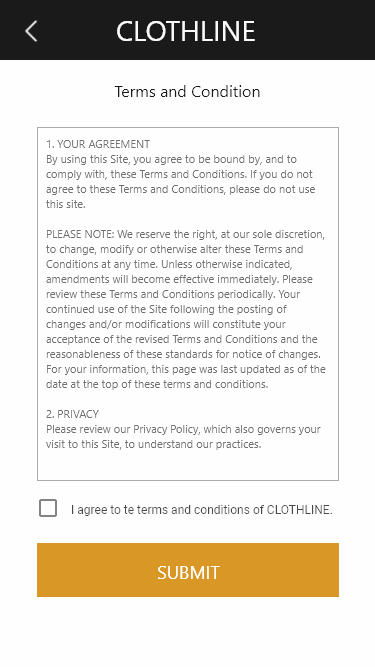 CLOTHLINE
Terms and Condition
1. YOUR AGREEMENT
By using this Site, you agree to be bound by, and to
comply with, these Terms and Conditions. If you do not
agree to these Terms and Conditions, please do not use
this site.
PLEASE NOTE: We reserve the right, at our sole discretion,
to change, modify or otherwise alter these Terms and
Conditions at any time. Unless otherwise indicated,
amendments will become effective immediately. Please
review these Terms and Conditions periodically. Your
continued use of the Site following the posting of
changes and/or modifications will constitute your
acceptance of the revised Terms and Conditions and the
reasonableness of these standards for notice of changes.
For your information, this page was last updated as of the
date at the top of these terms and conditions.
2. PRIVACY
Please review our Privacy Policy, which also governs your
visit to this Site, to understand our practices.
I agree to te terms and conditions of CLOTHLINE.
SUBMIT